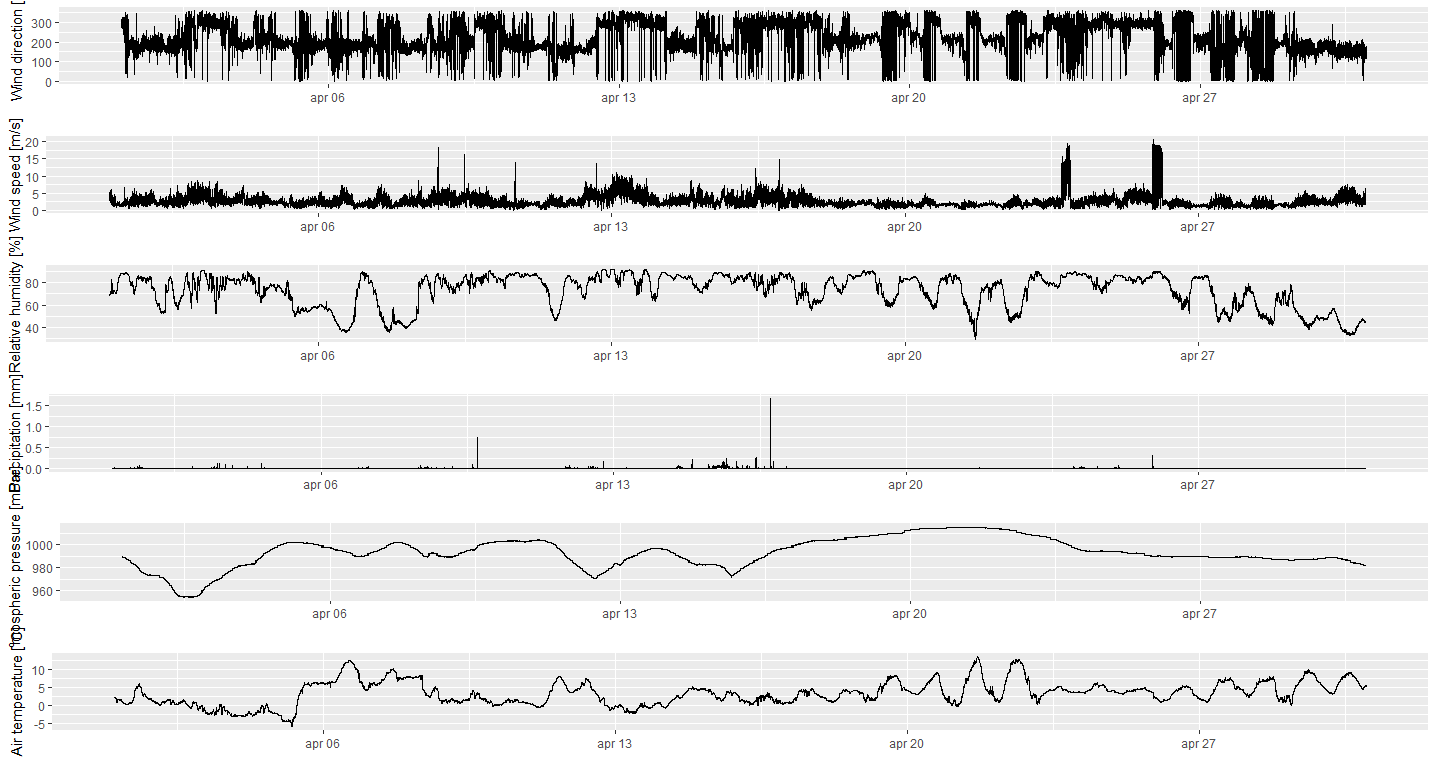 Wind direction [
300
200
100
0
apr 06 apr 13 apr 20 apr 27
Wind speed [m/s]
20
15
10
5
0
apr 06 apr 13 apr 20 apr 27
Relative humidity [%]
80
60
40
apr 06 apr 13 apr 20 apr 27
Precipitation [mm]
1.5
1.0
0.5
0.0
apr 06 apr 13 apr 20 apr 27
pressure
1000
980
960
apr 06 apr 13 apr 20 apr 27
Air temperature
10
5
0
-5
apr 06 apr 13 apr 20 apr 27